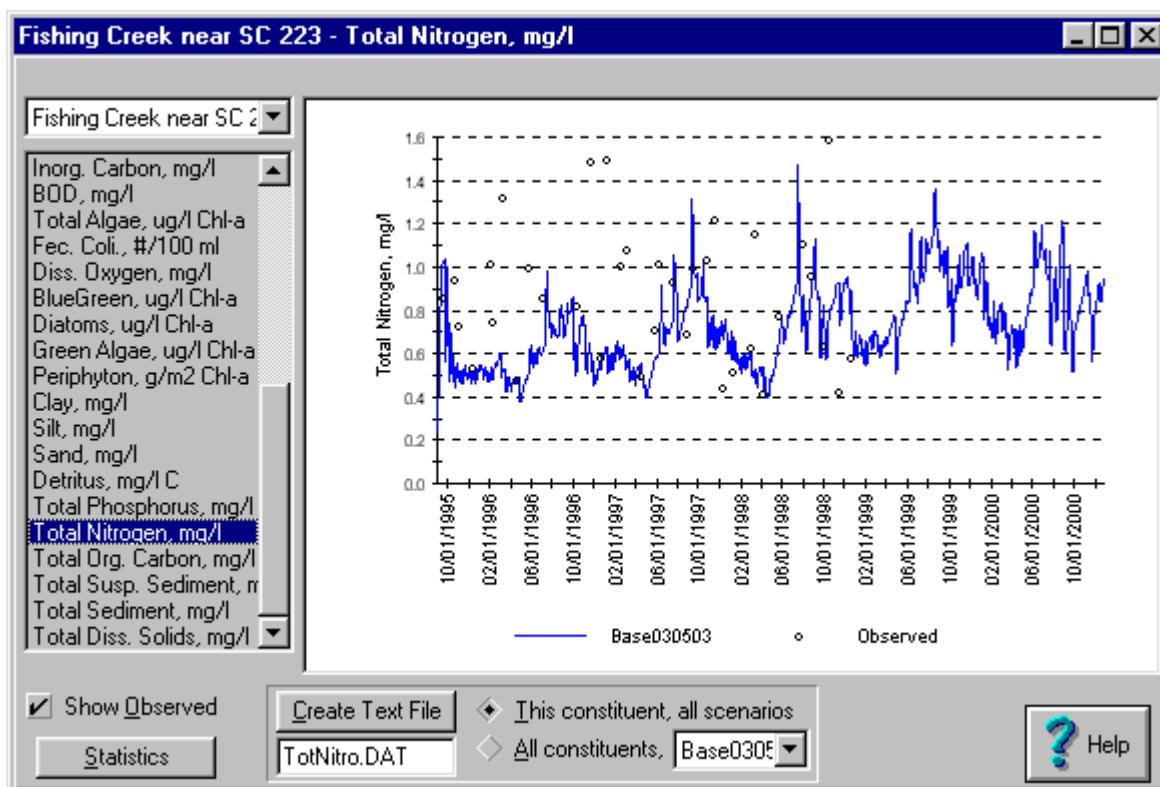 Fishing Creek near SC 223 - Total Nitrogen, mg/l
Fishing Creek near SC 2
Inorg. Carbon, mg/l
BOD, mg/l
Total Algae, ug/l Chl-a
Fec. Coli., #/100 ml
Diss. Oxygen, mg/l
BlueGreen, ug/l Chl-a
Diatoms, ug/l Chl-a
Green Algae, ug/l Chl-a
Periphyton, g/m2 Chl-a
Clay, mg/l
Silt, mg/l
Sand, mg/l
Detritus, mg/l C
Total Phosphorus, mg/l
Total Nitrogen, mg/l
Total Org. Carbon, mg/l
Total Susp. Sediment, m
Total Sediment, mg/l
Total Diss. Solids, mg/l
Total Nitrogen, mg/l
1.6
1.4
1.2
1.0
0.8
0.6
0.4
0.2
0.0
10/01/1995
02/01/1996
06/01/1996
10/01/1996
02/01/1997
06/01/1997
10/01/1997
02/01/1998
06/01/1998
10/01/1998
02/01/1999
06/01/1999
10/01/1999
02/01/2000
06/01/2000
10/01/2000
Base030503
Observed
Show Observed
Statistics
Create Text File
TotNitro.DAT
This constituent, all scenarios
All constituents,
Base0305
Help